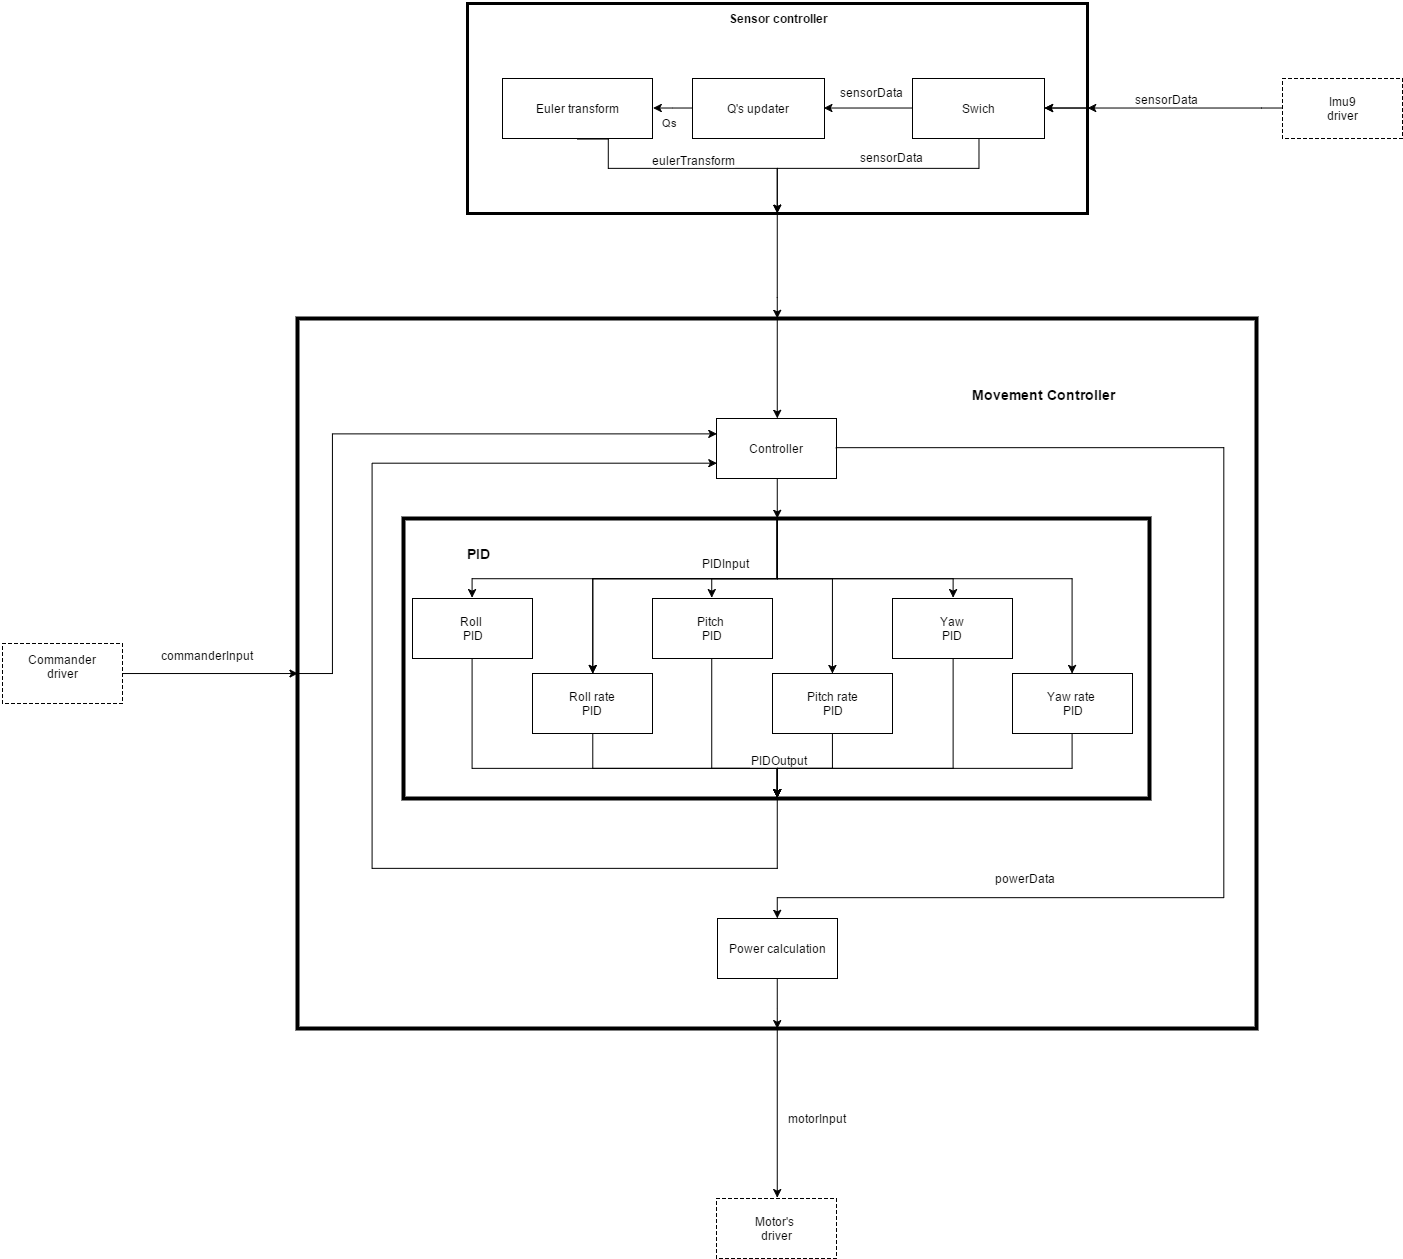 Sensor controller
sensorData
sensorData
Imu9
driver
Euler transform
Q's updater
Swich
Qs
eulerTransform
sensorData
Movement Controller
Controller
PID
PIDInput
Roll
PID
Pitch
PID
Yaw
PID
Commander
driver
commanderInput
Roll rate
PID
Pitch rate
PID
Yaw rate
PID
PIDOutput
powerData
Power calculation
motorInput
Motor's
driver